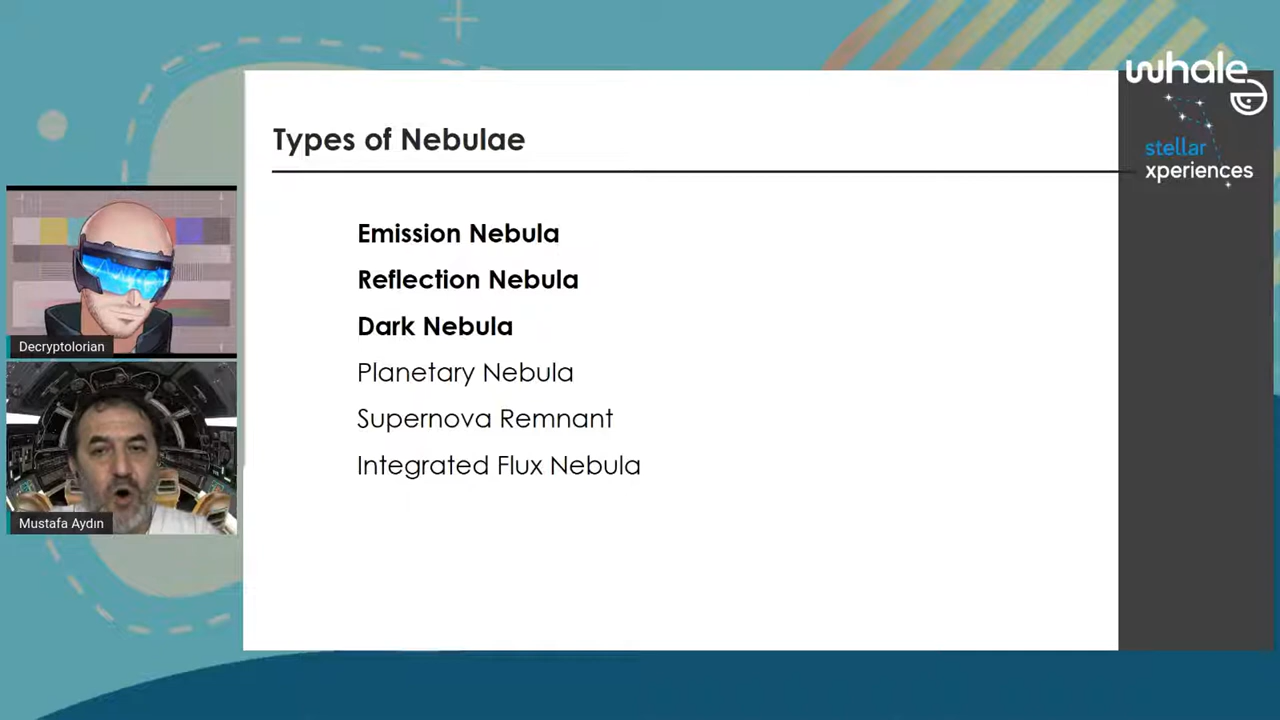 whale
stellar
xperiences
Types of Nebulae
Emission Nebula
Reflection Nebula
Dark Nebula
Planetary Nebula
Supernova Remnant
Integrated Flux Nebula
Decryptolorian
Mustafa Aydın